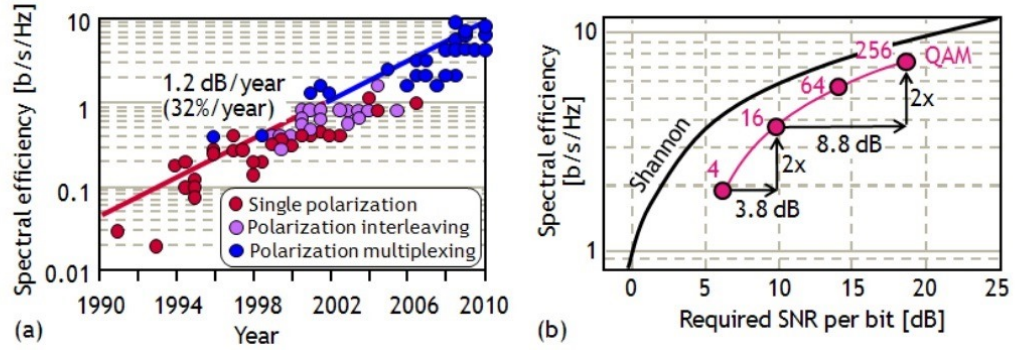 10
1
0.1
0.01
Spectral efficiency [b/s/Hz]
1.2 dB/year
(32%/year)
Single polarization
Polarization interleaving
Polarization multiplexing
1990 1994 1998 2002 2006 2010
Year
(a)
10
1
Spectral efficiency
[b/s/Hz]
Shannon
256 QAM
64
16
4
2x
8.8 dB
2x
3.8 dB
0 5 10 15 20 25
Required SNR per bit [dB]
(b)